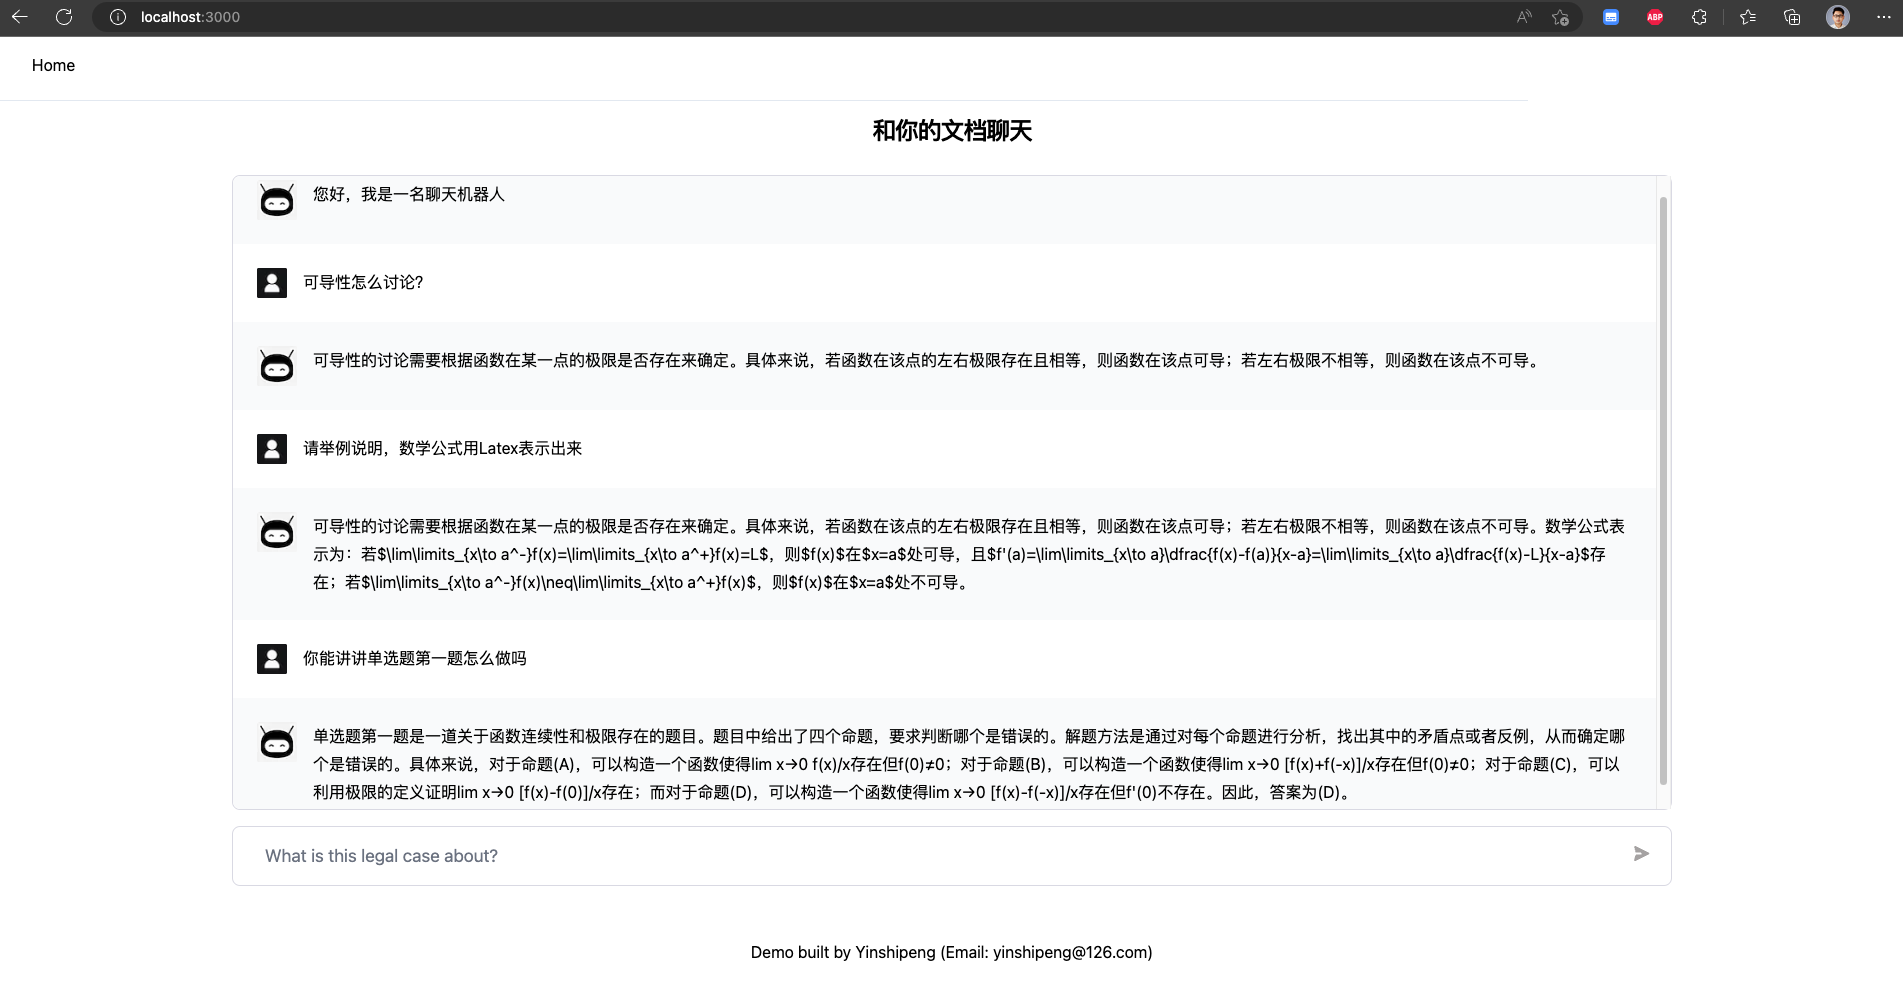 localhost:3000
ABP
Home
和你的文档聊天
您好，我是一名聊天机器人
可导性怎么讨论?
可导性的讨论需要根据函数在某一点的极限是否存在来确定。具体来说，若函数在该点的左右极限存在且相等，则函数在该点可导；若左右极限不相等，则函数在该点不可导。
请举例说明，数学公式用Latex表示出来
可导性的讨论需要根据函数在某一点的极限是否存在来确定。具体来说，若函数在该点的左右极限存在且相等，则函数在该点可导；若左右极限不相等，则函数在该点不可导。数学公式表
示为：若$\lim\limits_{x\to a^-}f(x)=\lim\limits_{x\to a^+}f(x)=L$，则$f(x)$在$x=a$处可导，且$f'(a)=\lim\limits_{x\to a}\dfrac{f(x)-f(a)}{x-a}=\lim\limits_{x\to a}\dfrac{f(x)-L}{x-a}$存
在；若$\lim\limits_{x\to a^-}f(x)\neq\lim\limits_{x\to a^+}f(x)$，则$f(x)$在$x=a$处不可导。
你能讲讲单选题第一题怎么做吗
单选题第一题是一道关于函数连续性和极限存在的题目。题目中给出了四个命题，要求判断哪个是错误的。解题方法是通过对每个命题进行分析，找出其中的矛盾点或者反例，从而确定哪
个是错误的。具体来说，对于命题(A)，可以构造一个函数使得lim x→0 f(x)/x存在但f(0)≠0；对于命题(B)，可以构造一个函数使得lim x→0 [f(x)+f(-x)]/x存在但f(0)≠0；对于命题(C)，可以
利用极限的定义证明lim x→0 [f(x)-f(0)]/x存在；而对于命题(D)，可以构造一个函数使得lim x→0 [f(x)-f(-x)]/x存在但f'(0)不存在。因此，答案为(D)。
What is this legal case about?
Demo built by Yinshipeng (Email: yinshipeng@126.com)